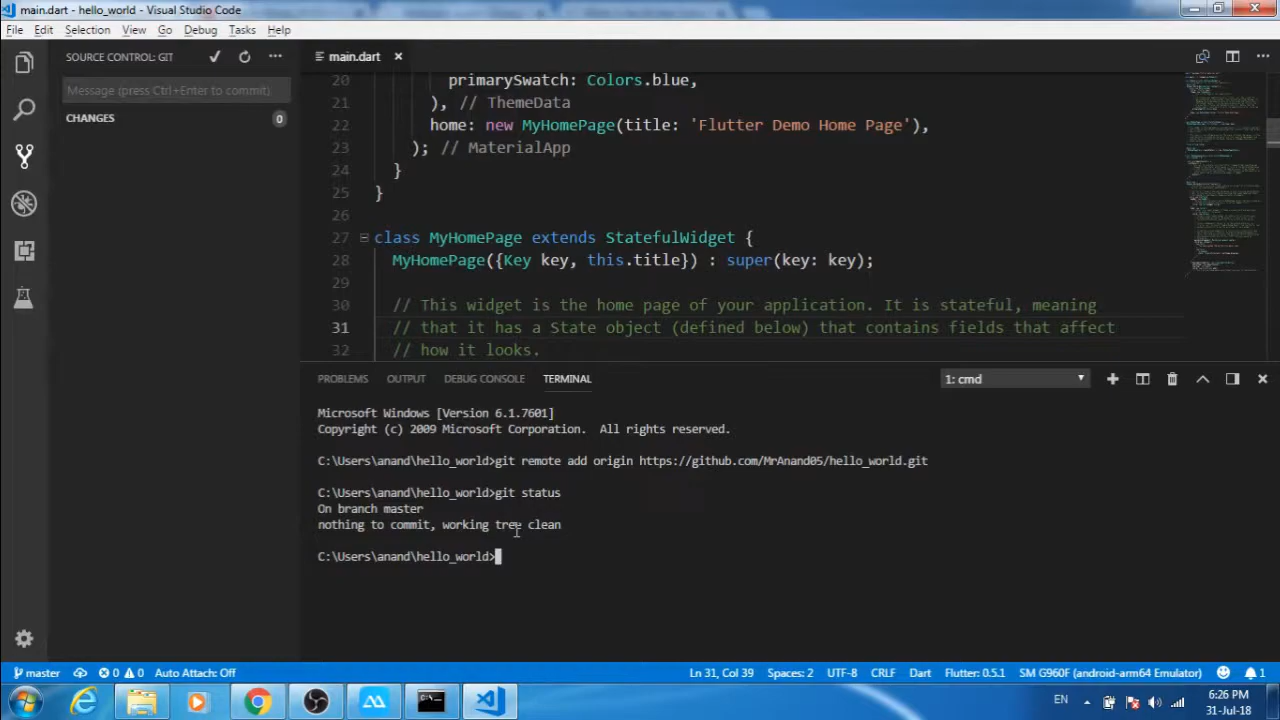 main.dart - hello_world - Visual Studio Code
File Edit Selection View Go Debug Tasks Help
SOURCE CONTROL: GIT
Message (press Ctrl+Enter to commit)
CHANGES 0
main.dart
20 primarySwatch: Colors.blue,
21 ), // ThemeData
22 home: new MyHomePage(title: 'Flutter Demo Home Page'),
23 ); // MaterialApp
24 }
25 }
26
27 class MyHomePage extends StatefulWidget {
28 MyHomePage({Key key, this.title}) : super(key: key);
29
30 // This widget is the home page of your application. It is stateful, meaning
31 // that it has a State object (defined below) that contains fields that affect
32 // how it looks.
PROBLEMS OUTPUT DEBUG CONSOLE TERMINAL 1: cmd
Microsoft Windows [Version 6.1.7601]
Copyright (c) 2009 Microsoft Corporation.  All rights reserved.
C:\Users\anand\hello_world>git remote add origin https://github.com/MrAnand05/hello_world.git
C:\Users\anand\hello_world>git status
On branch master
nothing to commit, working tree clean
C:\Users\anand\hello_world>
master 0 0 Auto Attach: Off Ln 31, Col 39 Spaces: 2 UTF-8 CRLF Dart Flutter: 0.5.1 SM G960F (android-arm64 Emulator) 1
EN 6:26 PM
31-Jul-18